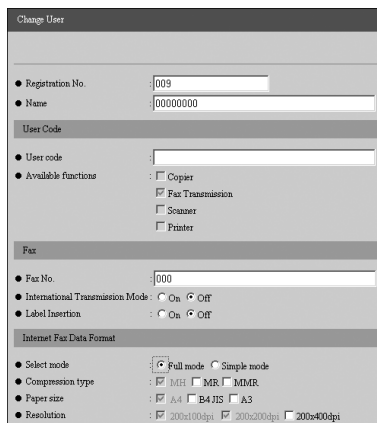 Change User
Registration No. : 009
Name : 00000000
User Code
User code :
Available functions : Copier
Fax Transmission
Scanner
Printer
Fax
Fax No. : 000
International Transmission Mode : On Off
Label Insertion : On Off
Internet Fax Data Format
Select mode : Full mode Simple mode
Compression type : MH MR MMR
Paper size : A4 B4 JIS A3
Resolution : 200x100dpi 200x200dpi 200x400dpi